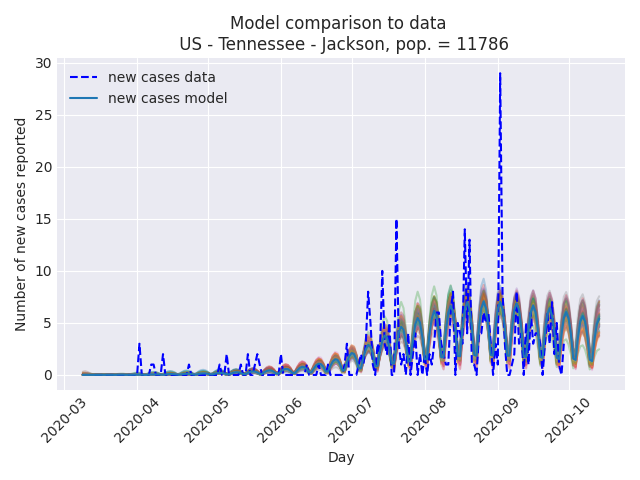 Model comparison to data
US - Tennessee - Jackson, pop. = 11786
30
25
20
15
10
5
0
Number of new cases reported
new cases data
new cases model
2020-03
2020-04
2020-05
2020-06
2020-07
2020-08
2020-09
2020-10
Day